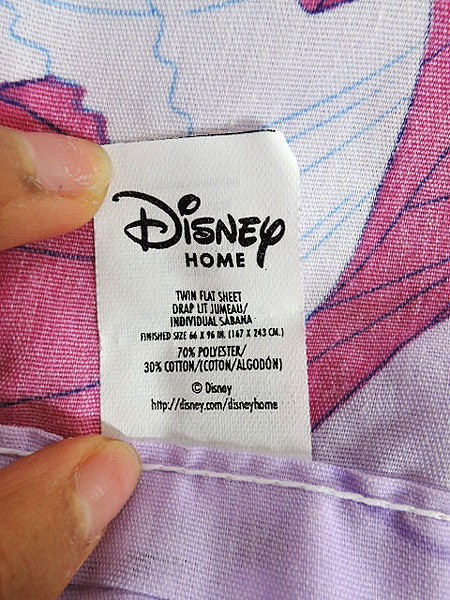 Disney
HOME
TWIN FLAT SHEET
DRAP LIT JUMEAU/
INDIVIDUAL SÁBANA
FINISHED SIZE 66 X 96 IN. (167 X 243 CM.)
70% POLYESTER/
30% COTTON/(COTON/ALGODÓN)
© Disney
http://disney.com/disneyhome